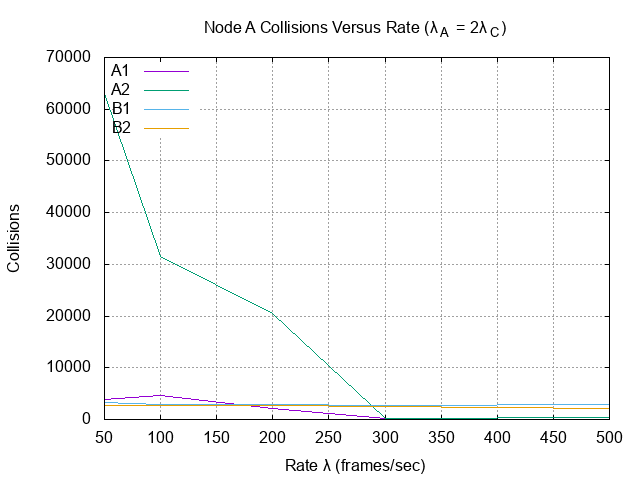 Node A Collisions Versus Rate (λA = 2λC)
70000
60000
50000
40000
30000
20000
10000
0
Collisions
A1
A2
B1
B2
50 100 150 200 250 300 350 400 450 500
Rate λ (frames/sec)